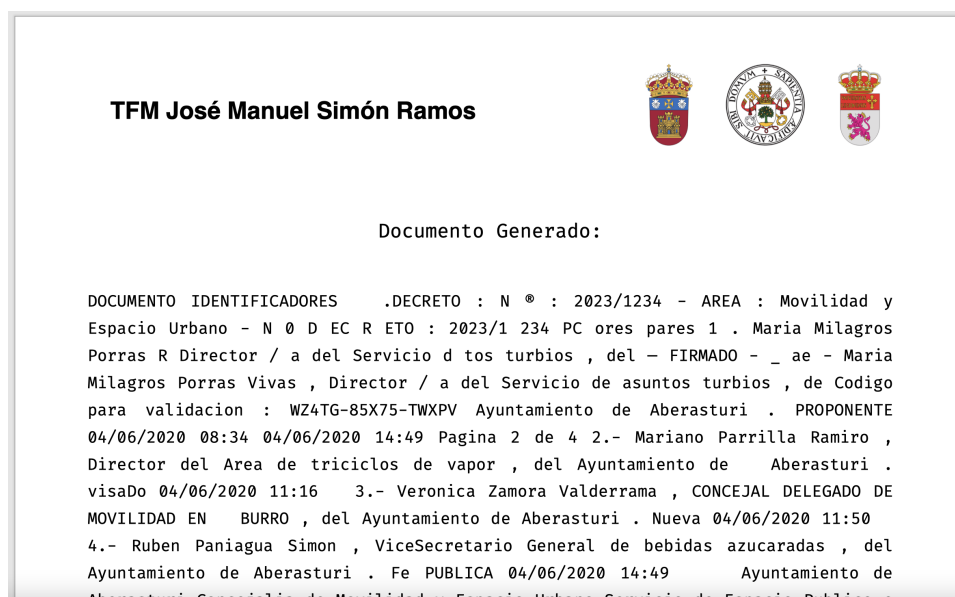 TFM José Manuel Simón Ramos
Documento Generado:
DOCUMENTO IDENTIFICADORES .DECRETO : N ® : 2023/1234 - AREA : Movilidad y
Espacio Urbano - N 0 D EC R ETO : 2023/1 234 PC ores pares 1 . Maria Milagros
Porras R Director / a del Servicio d tos turbios , del — FIRMADO - _ ae - Maria
Milagros Porras Vivas , Director / a del Servicio de asuntos turbios , de Codigo
para validacion : WZ4TG-85X75-TWXPV Ayuntamiento de Aberasturi . PROPONENTE
04/06/2020 08:34 04/06/2020 14:49 Pagina 2 de 4 2.- Mariano Parrilla Ramiro ,
Director del Area de triciclos de vapor , del Ayuntamiento de Aberasturi .
visaDo 04/06/2020 11:16 3.- Veronica Zamora Valderrama , CONCEJAL DELEGADO DE
MOVILIDAD EN BURRO , del Ayuntamiento de Aberasturi . Nueva 04/06/2020 11:50
4.- Ruben Paniagua Simon , ViceSecretario General de bebidas azucaradas , del
Ayuntamiento de Aberasturi . Fe PUBLICA 04/06/2020 14:49 Ayuntamiento de